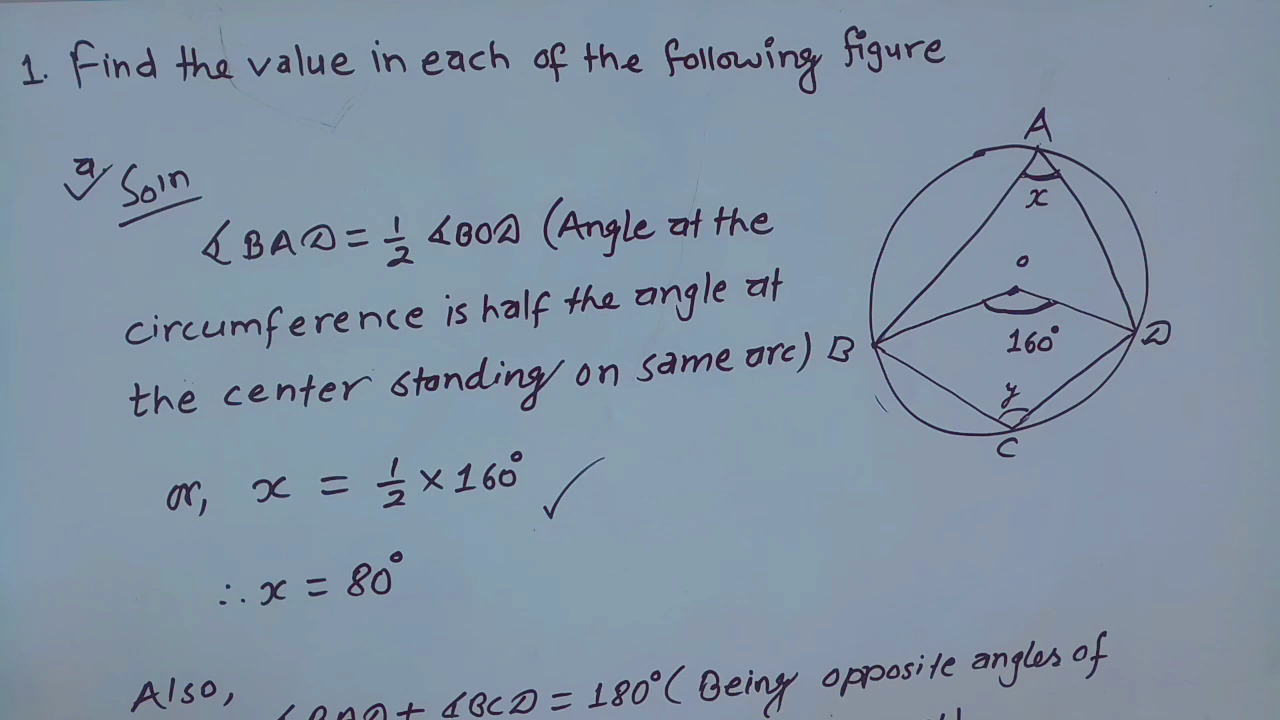 1. Find the value in each of the following figure
a) Soln
∡BAD = 1/2 ∡BOD (Angle at the
circumference is half the angle at
the center standing on same arc)
or, x = 1/2 × 160°
∴ x = 80°
Also,
∡BAD + ∡BCD = 180° (Being opposite angles of
A
x
o
160°
B
D
y
C